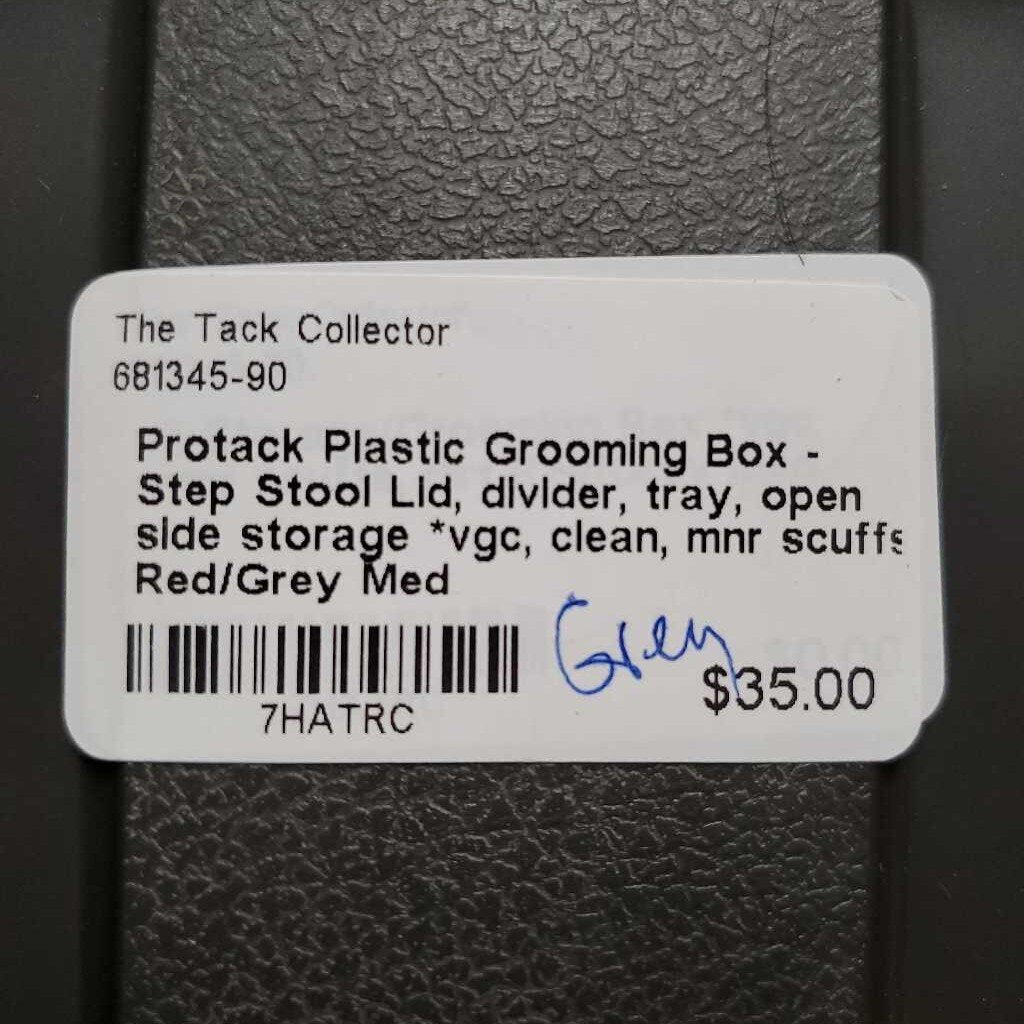 The Tack Collector
681345-90
Protack Plastic Grooming Box -
Step Stool Lid, divider, tray, open
side storage *vgc, clean, mnr scuffs
Red/Grey Med
Grey
$35.00
7HATRC